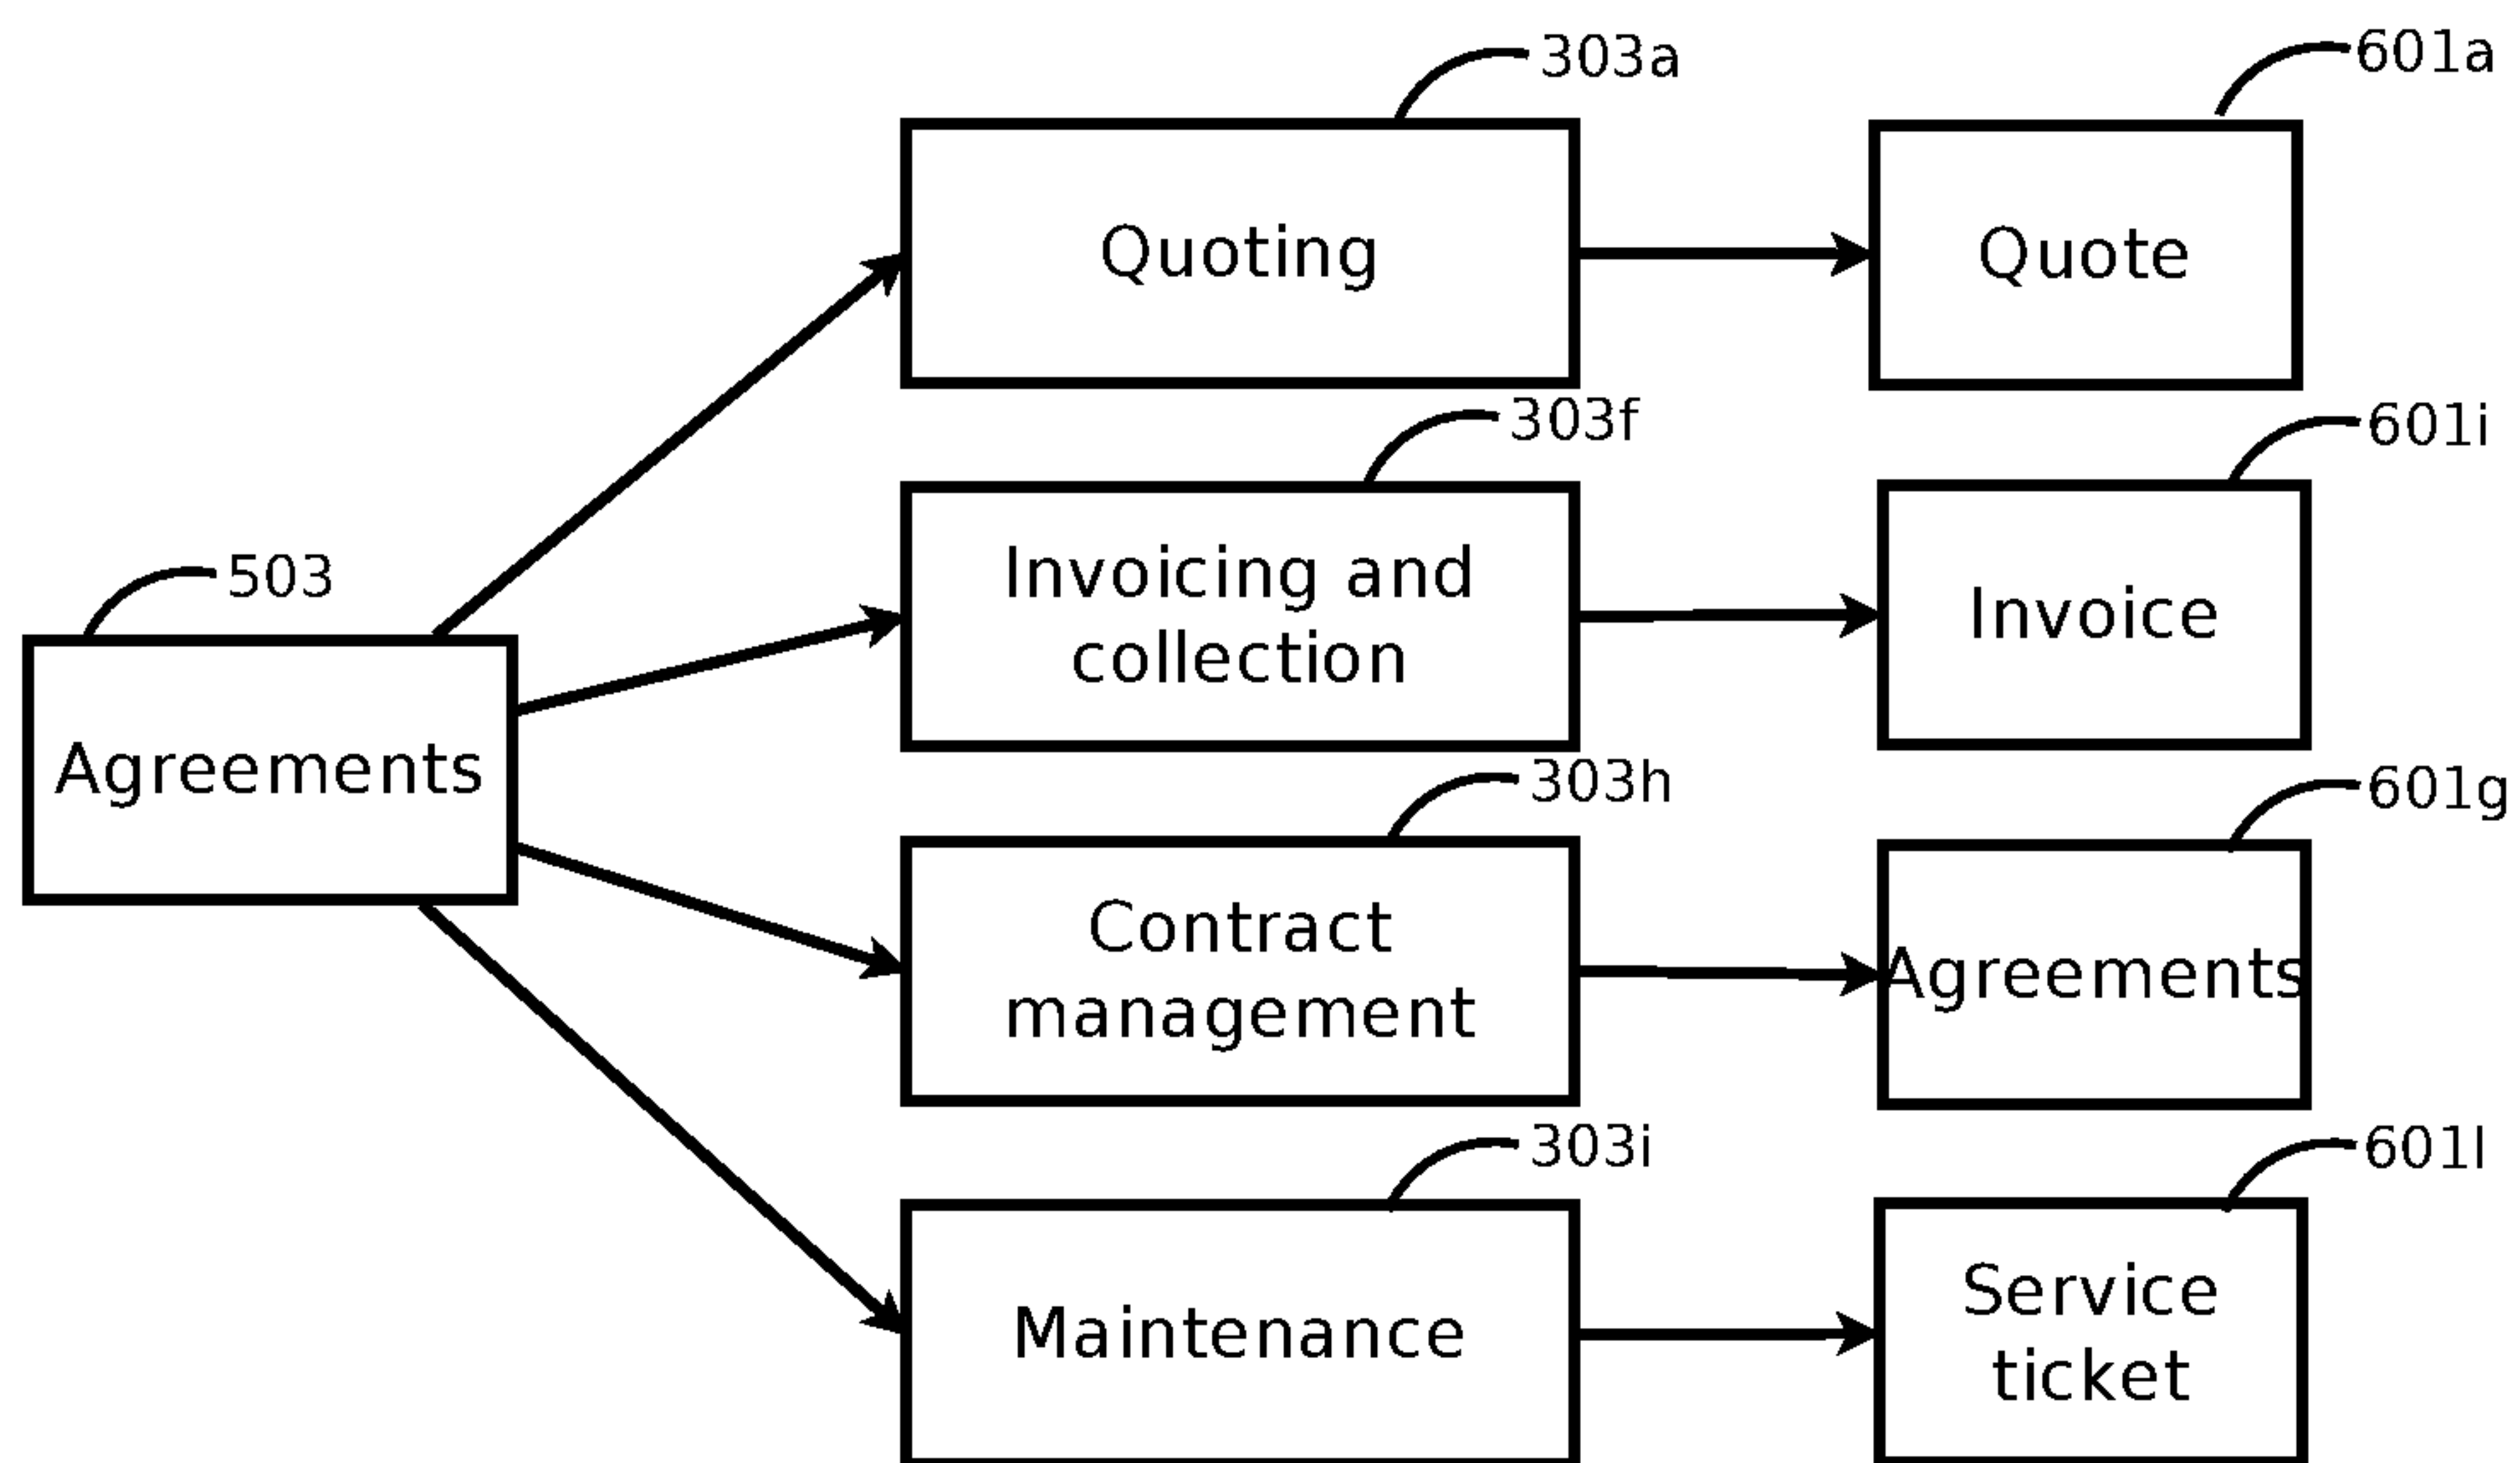 303a
601a
Quoting
Quote
303f
601i
Invoicing and
collection
Invoice
503
Agreements
303h
601g
Contract
management
Agreements
303i
601l
Maintenance
Service
ticket